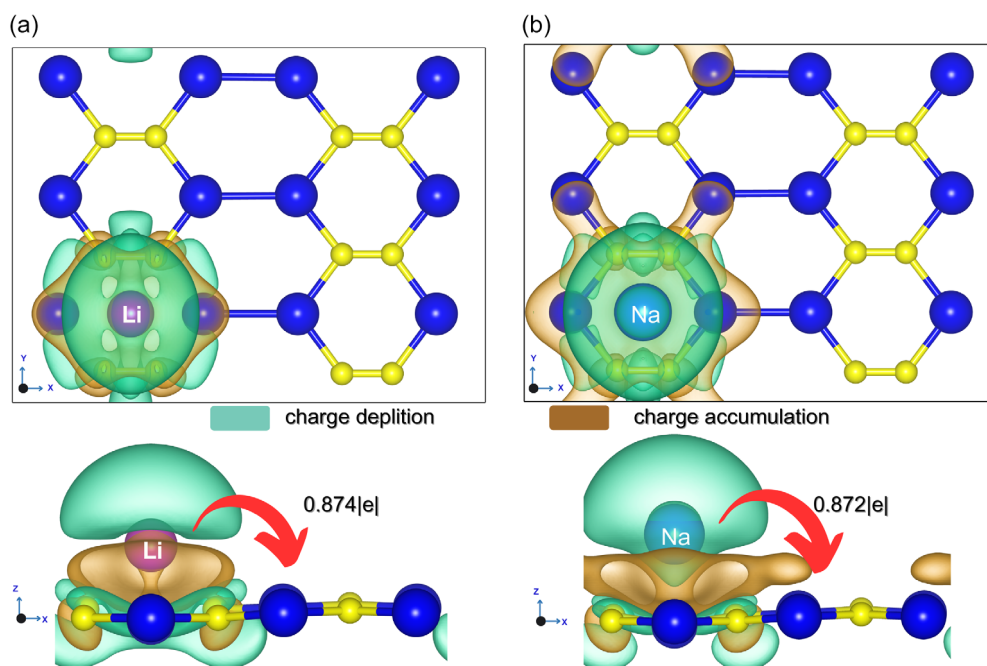 (a)
(b)
Li
Na
Y
X
Y
X
charge deplition
charge accumulation
0.874|e|
0.872|e|
Li
Na
Z
X
Z
X